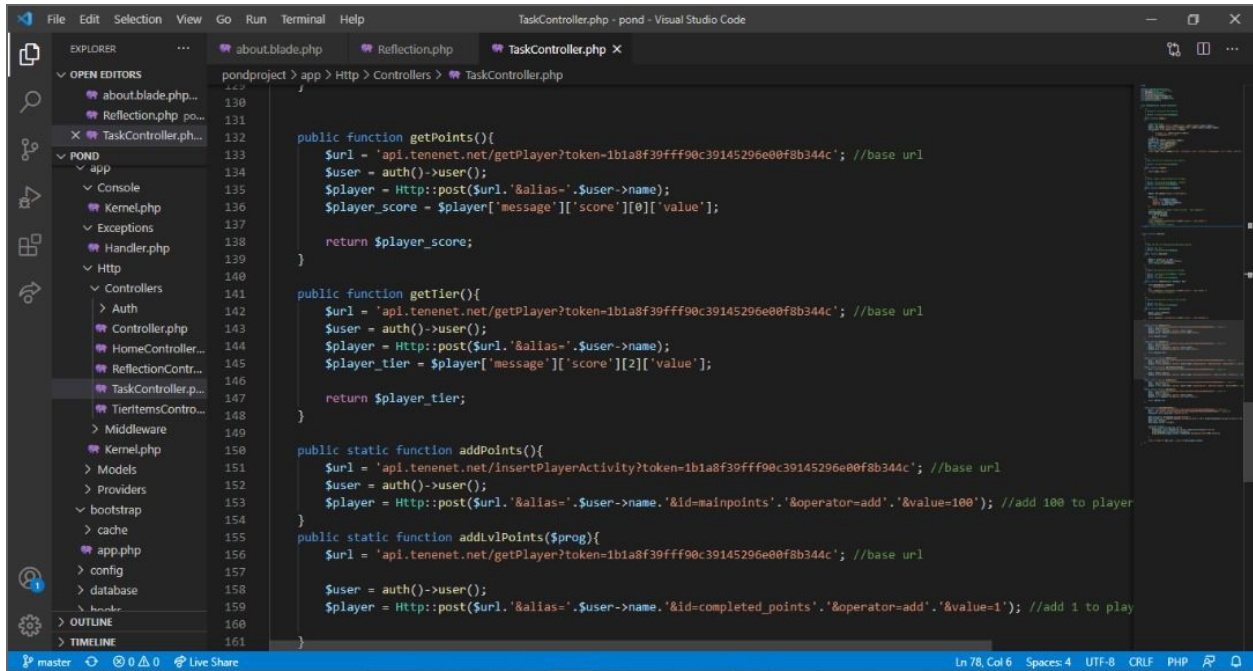 File Edit Selection View Go Run Terminal Help
TaskController.php - pond - Visual Studio Code
EXPLORER
about.blade.php
Reflection.php
TaskController.php
OPEN EDITORS
about.blade.php...
Reflection.php po...
TaskController.ph...
POND
app
Console
Kernel.php
Exceptions
Handler.php
Http
Controllers
Auth
Controller.php
HomeController...
ReflectionContr...
TaskController.p...
TierItemsContro...
Middleware
Kernel.php
Models
Providers
bootstrap
cache
app.php
config
database
OUTLINE
TIMELINE
pondproject > app > Http > Controllers > TaskController.php
129 }
130
131
132 public function getPoints(){
133 $url = 'api.tenenet.net/getPlayer?token=1b1a8f39fff90c39145296e00f8b344c'; //base url
134 $user = auth()->user();
135 $player = Http::post($url.'&alias='.$user->name);
136 $player_score = $player['message']['score'][0]['value'];
137
138 return $player_score;
139 }
140
141 public function getTier(){
142 $url = 'api.tenenet.net/getPlayer?token=1b1a8f39fff90c39145296e00f8b344c'; //base url
143 $user = auth()->user();
144 $player = Http::post($url.'&alias='.$user->name);
145 $player_tier = $player['message']['score'][2]['value'];
146
147 return $player_tier;
148 }
149
150 public static function addPoints(){
151 $url = 'api.tenenet.net/insertPlayerActivity?token=1b1a8f39fff90c39145296e00f8b344c'; //base url
152 $user = auth()->user();
153 $player = Http::post($url.'&alias='.$user->name.'&id=mainpoints'.'&operator=add'.'&value=100'); //add 100 to player
154 }
155 public static function addLvlPoints($prog){
156 $url = 'api.tenenet.net/getPlayer?token=1b1a8f39fff90c39145296e00f8b344c'; //base url
157
158 $user = auth()->user();
159 $player = Http::post($url.'&alias='.$user->name.'&id=completed_points'.'&operator=add'.'&value=1'); //add 1 to play
160
161 }
1
master 0 0 0 Live Share
Ln 78, Col 6 Spaces: 4 UTF-8 CRLF PHP